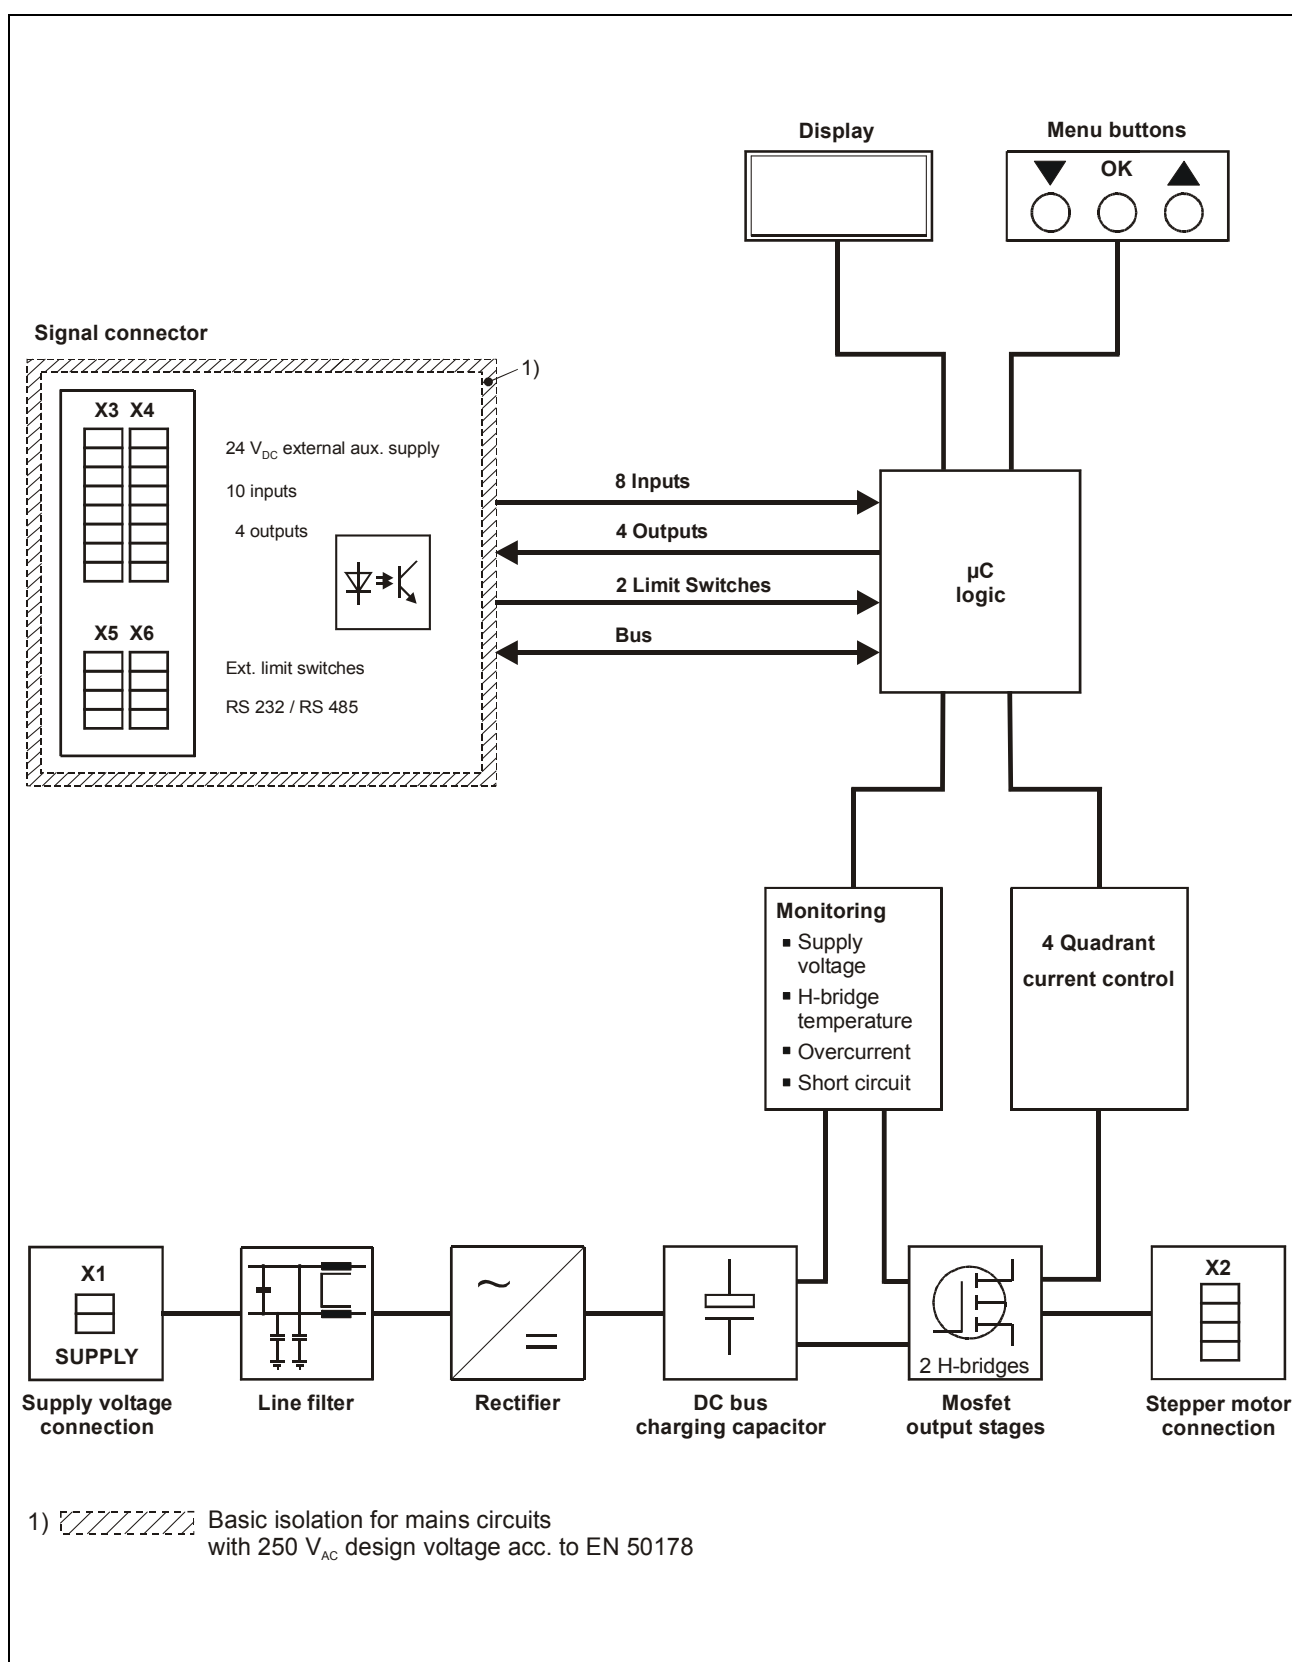 Display
Menu buttons
OK
Signal connector
1)
X3 X4
24 VDC external aux. supply
10 inputs
4 outputs
X5 X6
Ext. limit switches
RS 232 / RS 485
8 Inputs
4 Outputs
2 Limit Switches
Bus
µC
logic
Monitoring
▪ Supply
voltage
▪ H-bridge
temperature
▪ Overcurrent
▪ Short circuit
4 Quadrant
current control
X1
SUPPLY
Supply voltage
connection
Line filter
~
=
Rectifier
DC bus
charging capacitor
2 H-bridges
Mosfet
output stages
X2
Stepper motor
connection
1) Basic isolation for mains circuits
with 250 VAC design voltage acc. to EN 50178